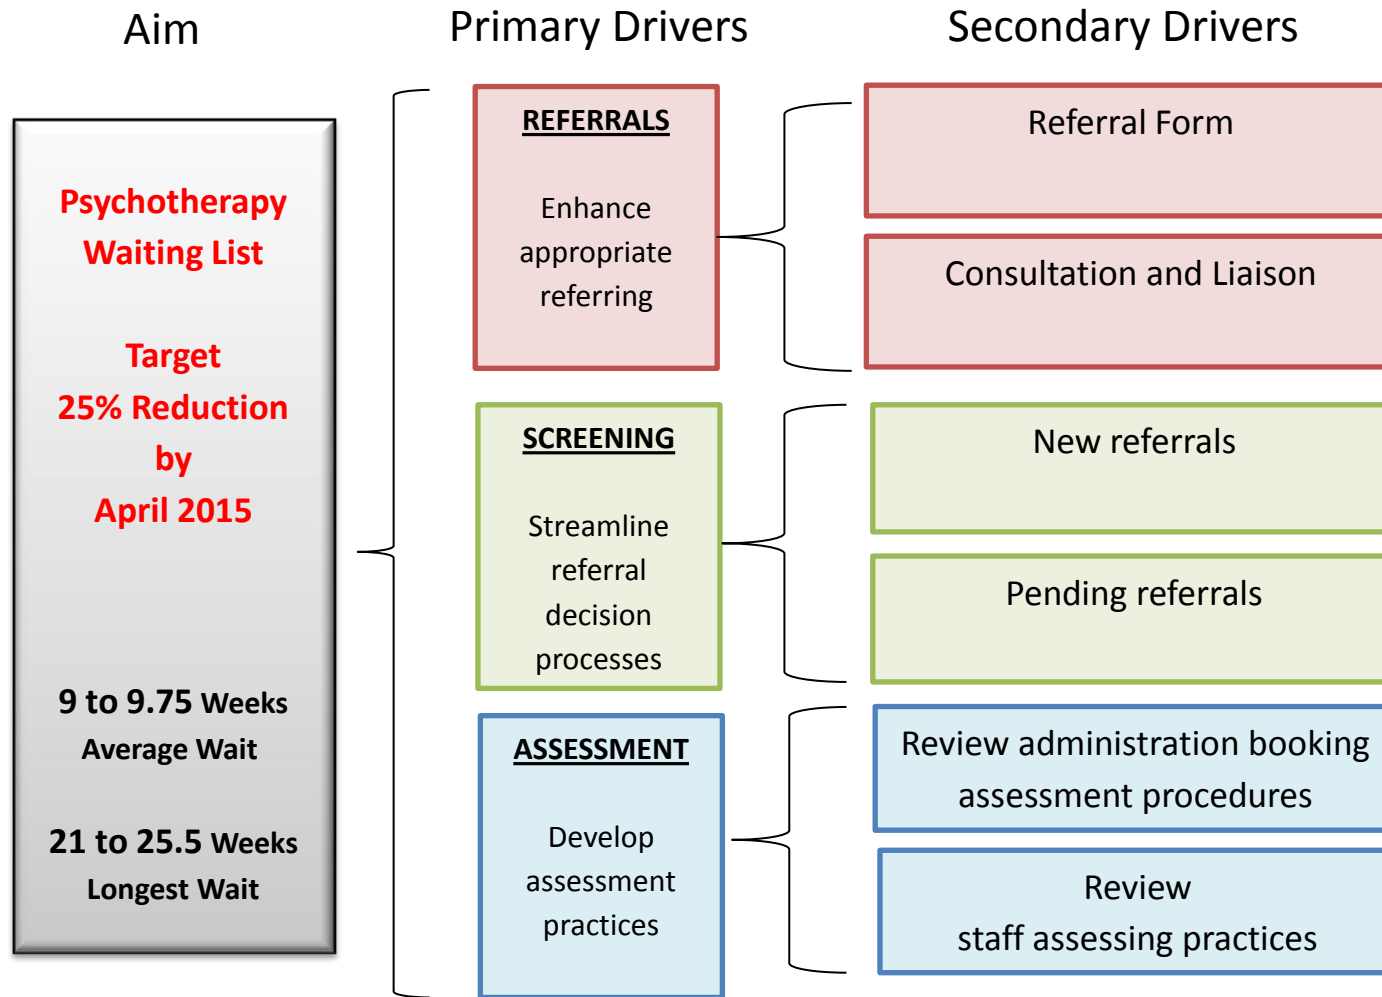 Aim
Primary Drivers
Secondary Drivers
Psychotherapy
Waiting List
Target
25% Reduction
by
April 2015
9 to 9.75 Weeks
Average Wait
21 to 25.5 Weeks
Longest Wait
REFERRALS
Enhance
appropriate
referring
Referral Form
Consultation and Liaison
SCREENING
Streamline
referral
decision
processes
New referrals
Pending referrals
ASSESSMENT
Develop
assessment
practices
Review administration booking
assessment procedures
Review
staff assessing practices